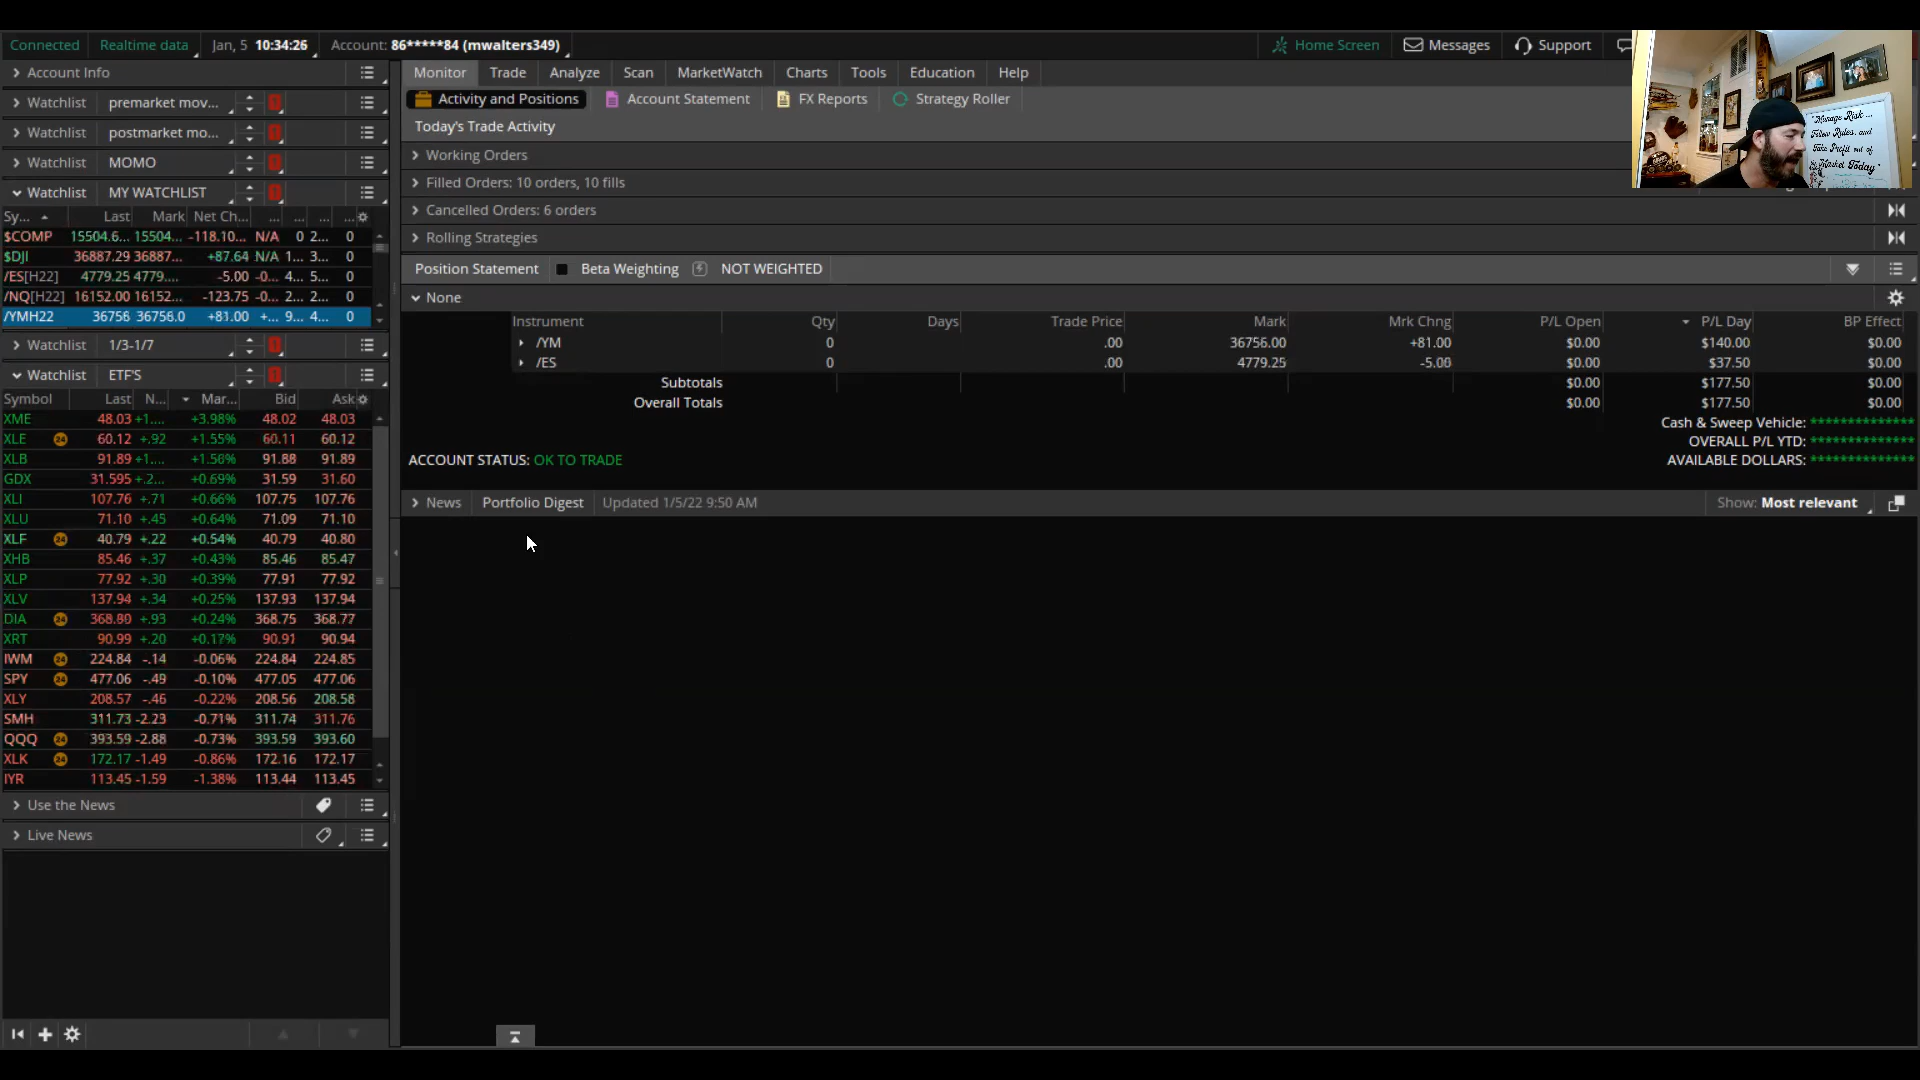 Connected Realtime data Jan, 5 10:34:26 Account: 86*****84 (mwalters349) Home Screen Messages Support
Account Info
Watchlist premarket mov...
Watchlist postmarket mo...
Watchlist MOMO
Watchlist MY WATCHLIST
Sy... Last Mark Net Ch... ... ... ... ...
$COMP 15504.6... 15504... -118.10... N/A 0 2... 0
$DJI 36887.29 36887... +87.64 N/A 1... 3... 0
/ES[H22] 4779.25 4779.... -5.00 -0... 4... 5... 0
/NQ[H22] 16152.00 16152... -123.75 -0... 2... 2... 0
/YMH22 36756 36756.0 +81.00 +... 9... 4... 0
Watchlist 1/3-1/7
Watchlist ETF'S
Symbol Last N... Mar... Bid Ask
XME 48.03 +1.... +3.98% 48.02 48.03
XLE 24 60.12 +.92 +1.55% 60.11 60.12
XLB 91.89 +1.... +1.56% 91.88 91.89
GDX 31.595 +.2... +0.69% 31.59 31.60
XLI 107.76 +.71 +0.66% 107.75 107.76
XLU 71.10 +.45 +0.64% 71.09 71.10
XLF 24 40.79 +.22 +0.54% 40.79 40.80
XHB 85.46 +.37 +0.43% 85.46 85.47
XLP 77.92 +.30 +0.39% 77.91 77.92
XLV 137.94 +.34 +0.25% 137.93 137.94
DIA 24 368.80 +.93 +0.24% 368.75 368.77
XRT 90.99 +.20 +0.17% 90.91 90.94
IWM 24 224.84 -.14 -0.06% 224.84 224.85
SPY 24 477.06 -.49 -0.10% 477.05 477.06
XLY 208.57 -.46 -0.22% 208.56 208.58
SMH 311.73 -2.23 -0.71% 311.74 311.76
QQQ 24 393.59 -2.88 -0.73% 393.59 393.60
XLK 24 172.17 -1.49 -0.86% 172.16 172.17
IYR 113.45 -1.59 -1.38% 113.44 113.45
Use the News
Live News
Monitor Trade Analyze Scan MarketWatch Charts Tools Education Help
Activity and Positions Account Statement FX Reports Strategy Roller
Today's Trade Activity
Working Orders
Filled Orders: 10 orders, 10 fills
Cancelled Orders: 6 orders
Rolling Strategies
Position Statement Beta Weighting NOT WEIGHTED
None
Instrument Qty Days Trade Price Mark Mrk Chng P/L Open P/L Day BP Effect
/YM 0 .00 36756.00 +81.00 $0.00 $140.00 $0.00
/ES 0 .00 4779.25 -5.00 $0.00 $37.50 $0.00
Subtotals $0.00 $177.50 $0.00
Overall Totals $0.00 $177.50 $0.00
Cash & Sweep Vehicle: **************
OVERALL P/L YTD: **************
ACCOUNT STATUS: OK TO TRADE AVAILABLE DOLLARS: **************
News Portfolio Digest Updated 1/5/22 9:50 AM Show: Most relevant
"Manage Risk ...
Follow Rules, and
Take Profit out of
the Market Today"